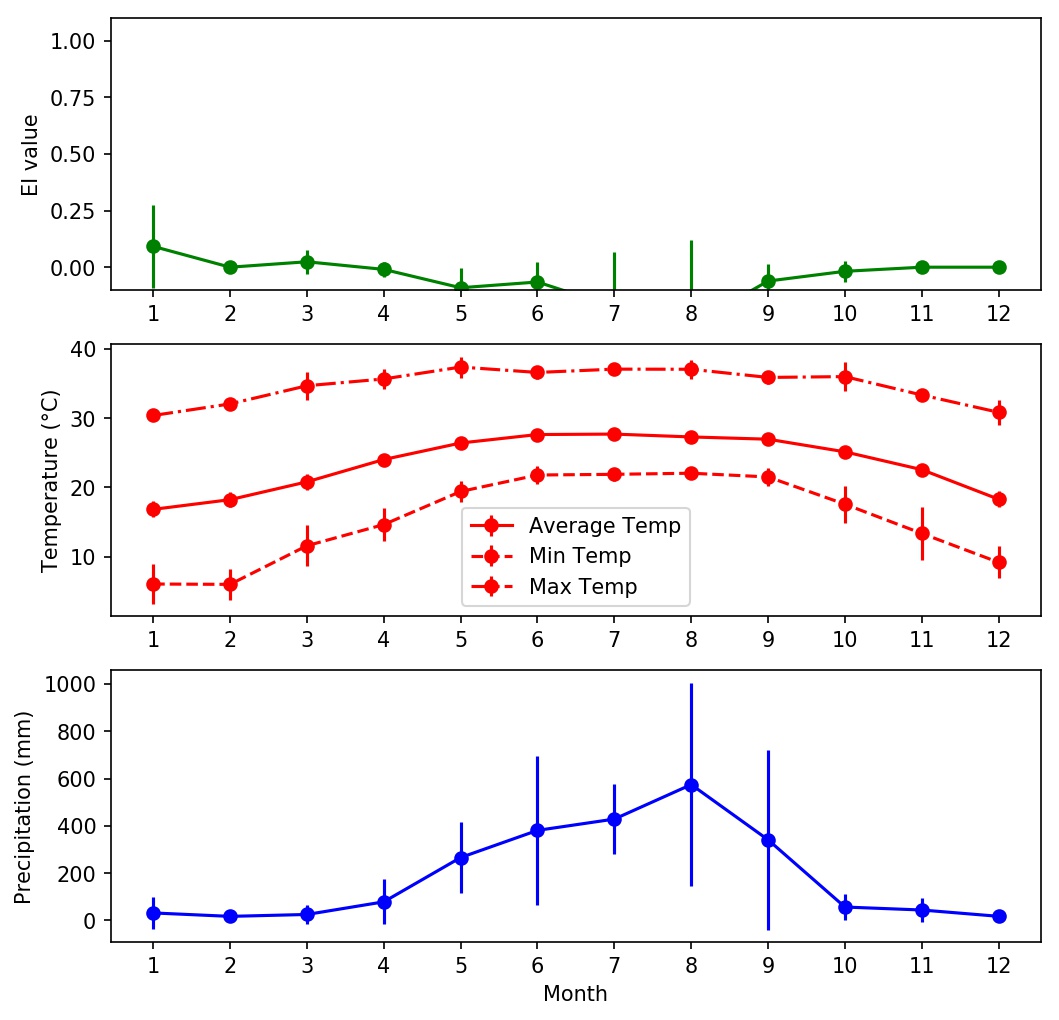 EI value
1.00
0.75
0.50
0.25
0.00
1 2 3 4 5 6 7 8 9 10 11 12
Temperature (°C)
40
30
20
10
Average Temp
Min Temp
Max Temp
1 2 3 4 5 6 7 8 9 10 11 12
Precipitation (mm)
1000
800
600
400
200
0
1 2 3 4 5 6 7 8 9 10 11 12
Month